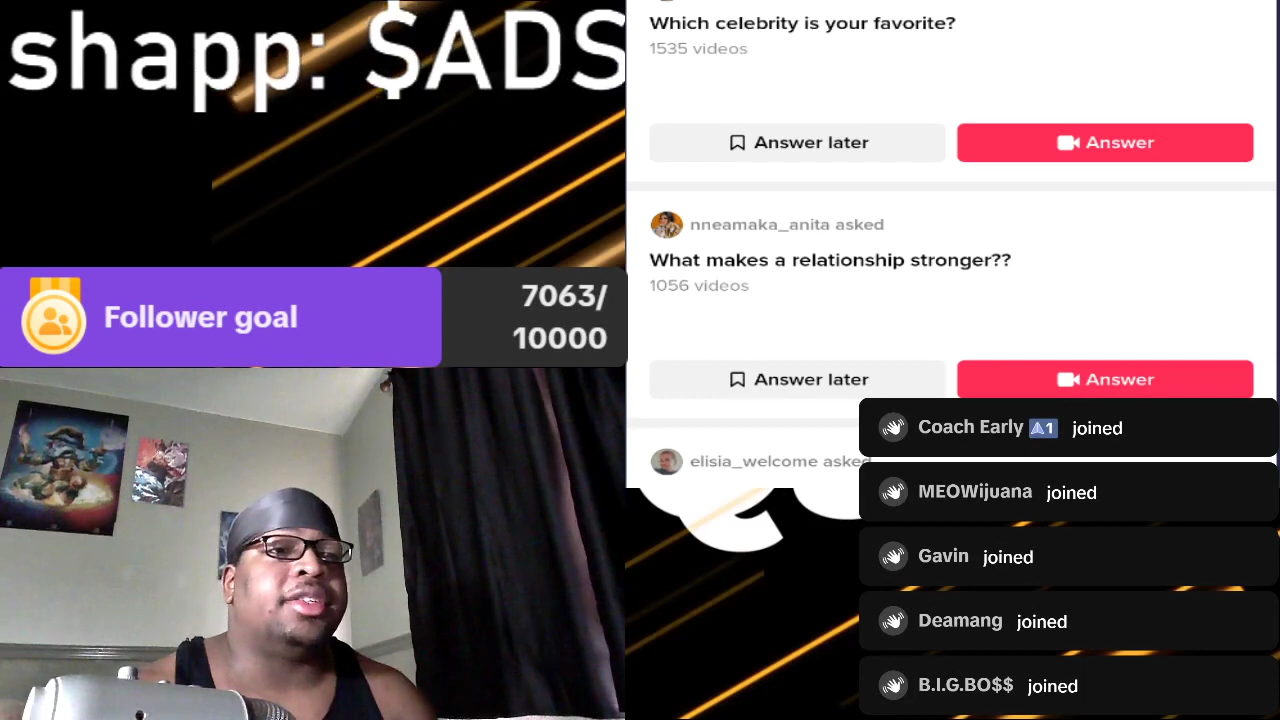 shapp: $ADS
Follower goal
7063/
10000
Which celebrity is your favorite?
1535 videos
Answer later
Answer
nneamaka_anita asked
What makes a relationship stronger??
1056 videos
Answer later
Answer
elisia_welcome asked
Coach Early 1 joined
MEOWijuana joined
Gavin joined
Deamang joined
B.I.G.BO$$ joined